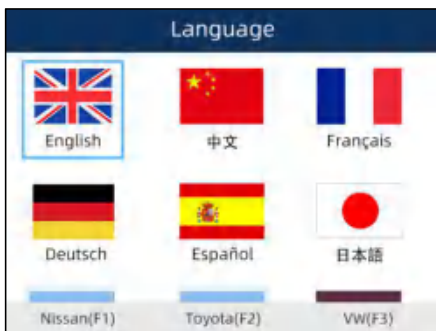 Language
English
中文
Français
Deutsch
Español
日本語
Nissan(F1)
Toyota(F2)
VW(F3)